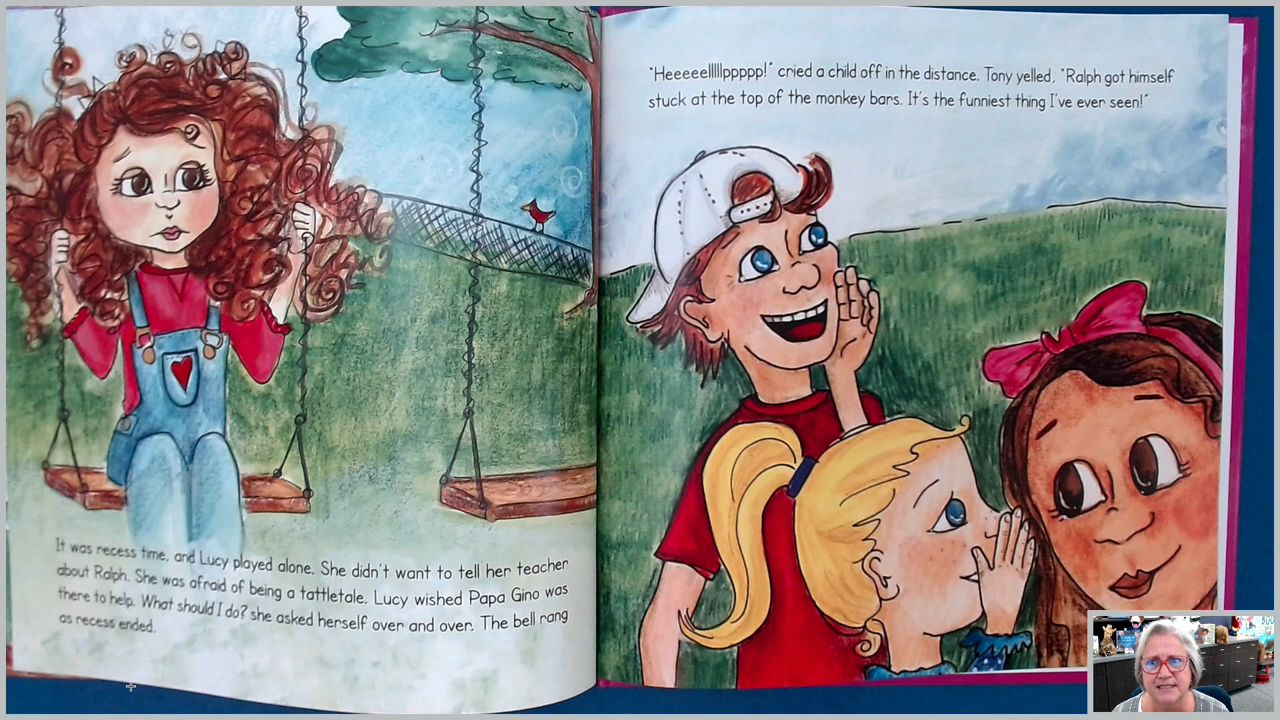 It was recess time, and Lucy played alone. She didn't want to tell her teacher
about Ralph. She was afraid of being a tattletale. Lucy wished Papa Gino was
there to help. What should I do? she asked herself over and over. The bell rang
as recess ended.
"Heeeeelllllppppp!" cried a child off in the distance. Tony yelled, "Ralph got himself
stuck at the top of the monkey bars. It's the funniest thing I've ever seen!"